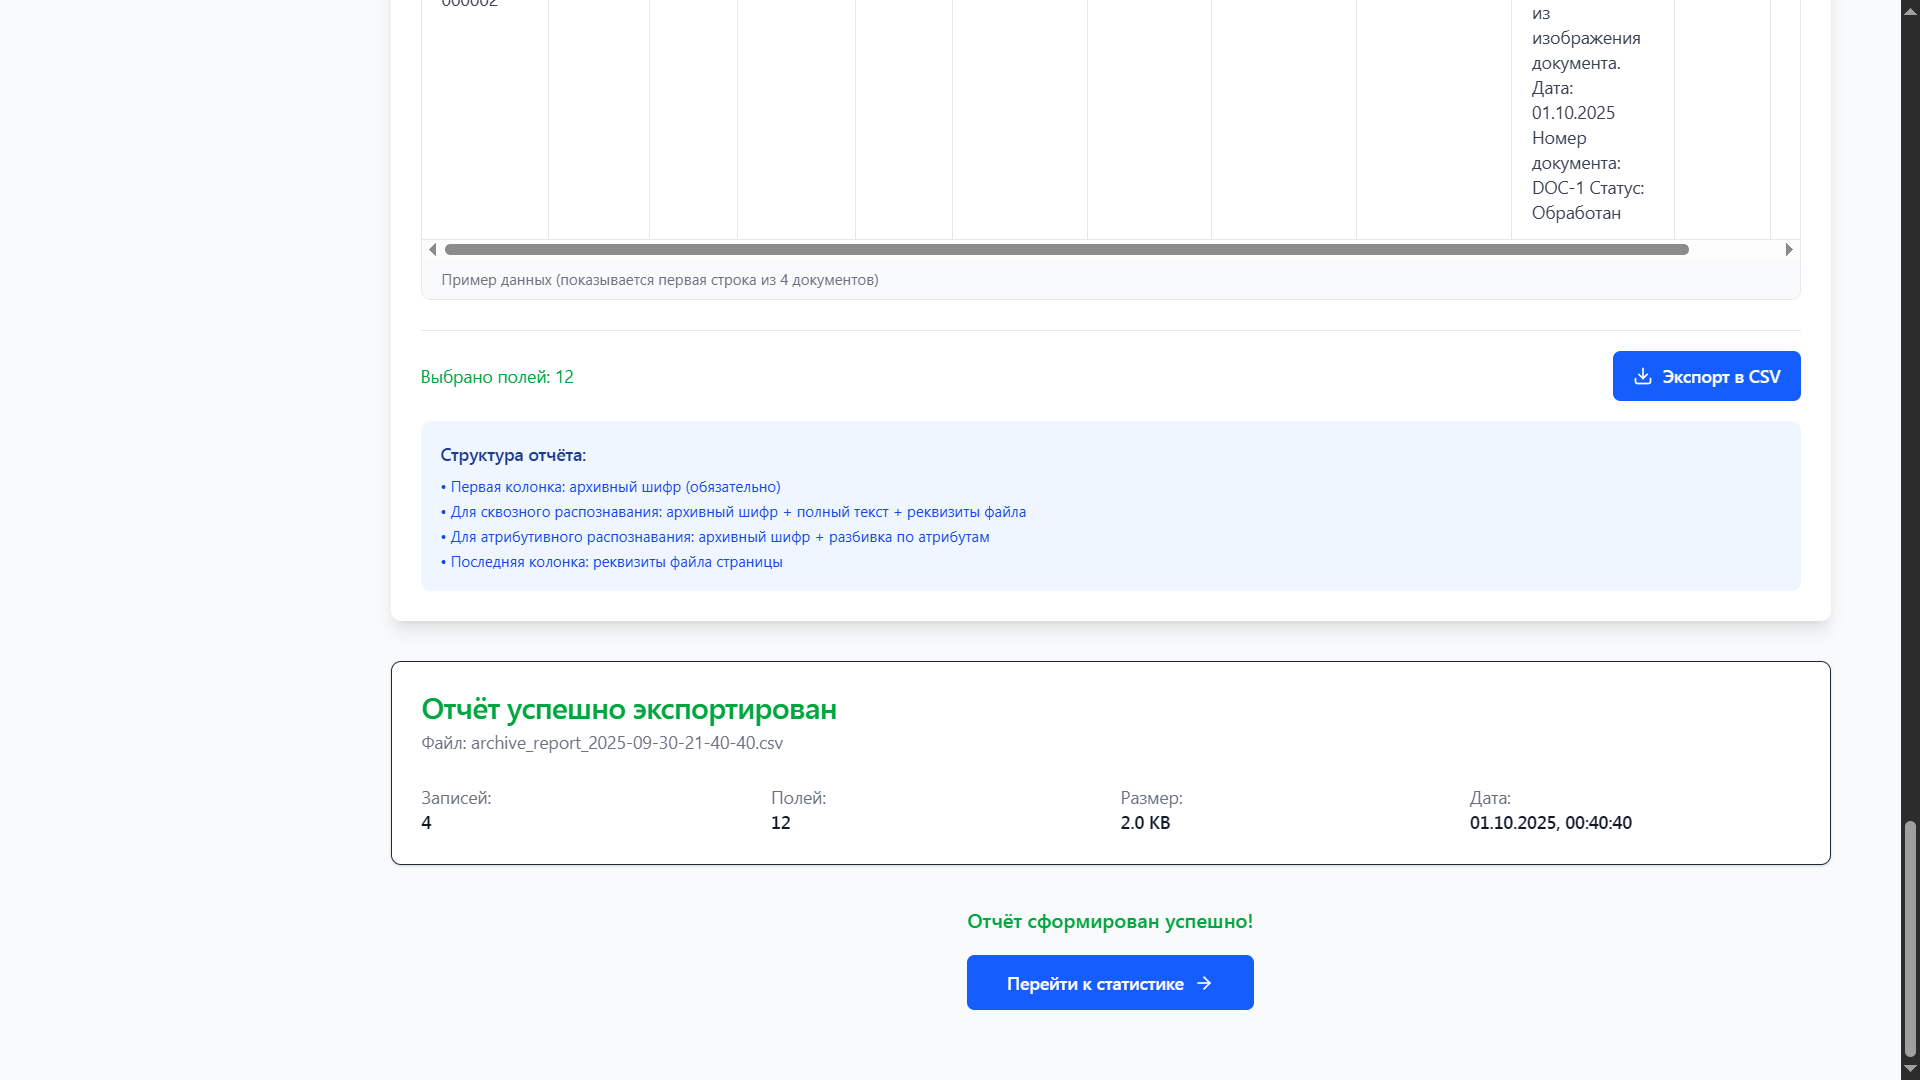 000002
из
изображения
документа.
Дата:
01.10.2025
Номер
документа:
DOC-1 Статус:
Обработан
Пример данных (показывается первая строка из 4 документов)
Выбрано полей: 12
Экспорт в CSV
Структура отчёта:
• Первая колонка: архивный шифр (обязательно)
• Для сквозного распознавания: архивный шифр + полный текст + реквизиты файла
• Для атрибутивного распознавания: архивный шифр + разбивка по атрибутам
• Последняя колонка: реквизиты файла страницы
Отчёт успешно экспортирован
Файл: archive_report_2025-09-30-21-40-40.csv
Записей:
4
Полей:
12
Размер:
2.0 KB
Дата:
01.10.2025, 00:40:40
Отчёт сформирован успешно!
Перейти к статистике